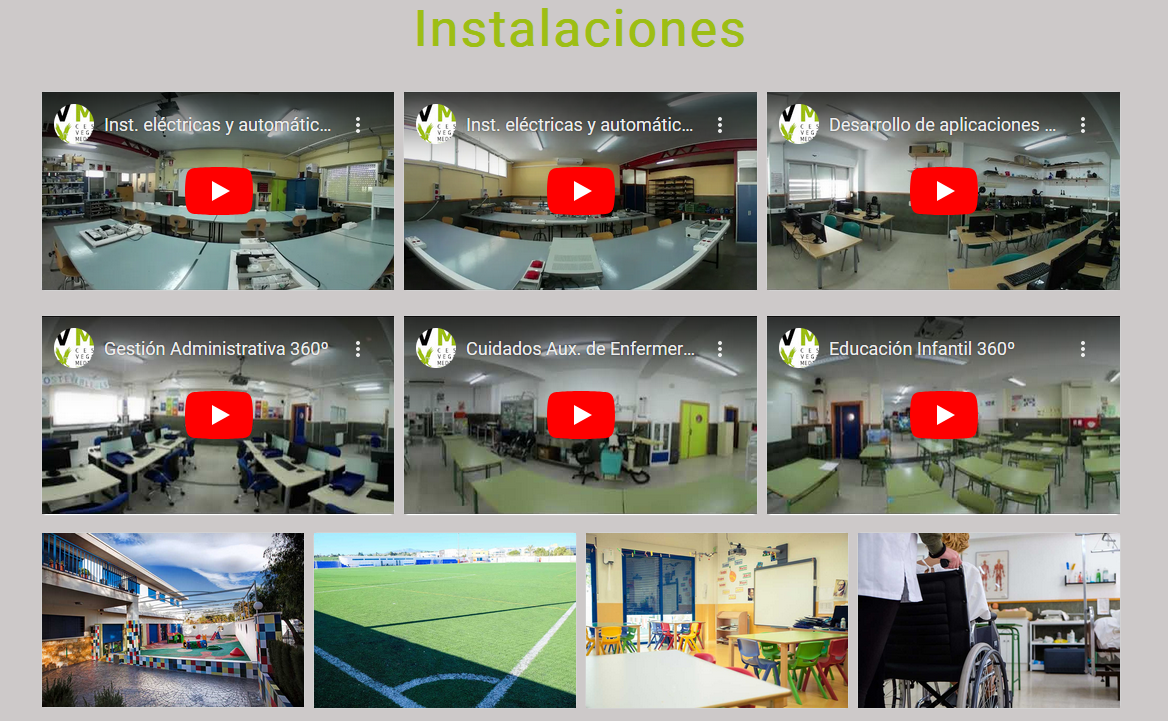 Instalaciones
Inst. eléctricas y automátic...
Inst. eléctricas y automátic...
Desarrollo de aplicaciones ...
Gestión Administrativa 360º
Cuidados Aux. de Enfermer...
Educación Infantil 360º